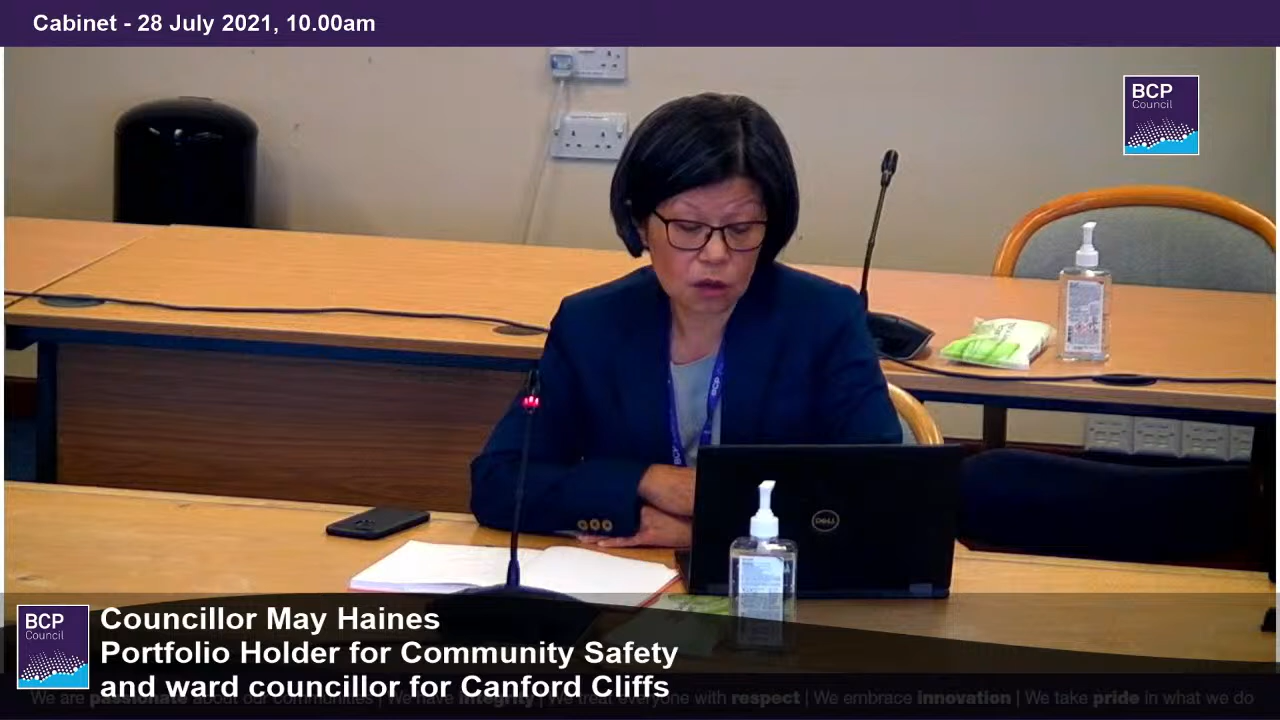 Cabinet - 28 July 2021, 10.00am
BCP
Council
BCP
DELL
BCP
Council
Councillor May Haines
Portfolio Holder for Community Safety
and ward councillor for Canford Cliffs
We are passionate about our communities | We have integrity | We treat everyone with respect | We embrace innovation | We take pride in what we do